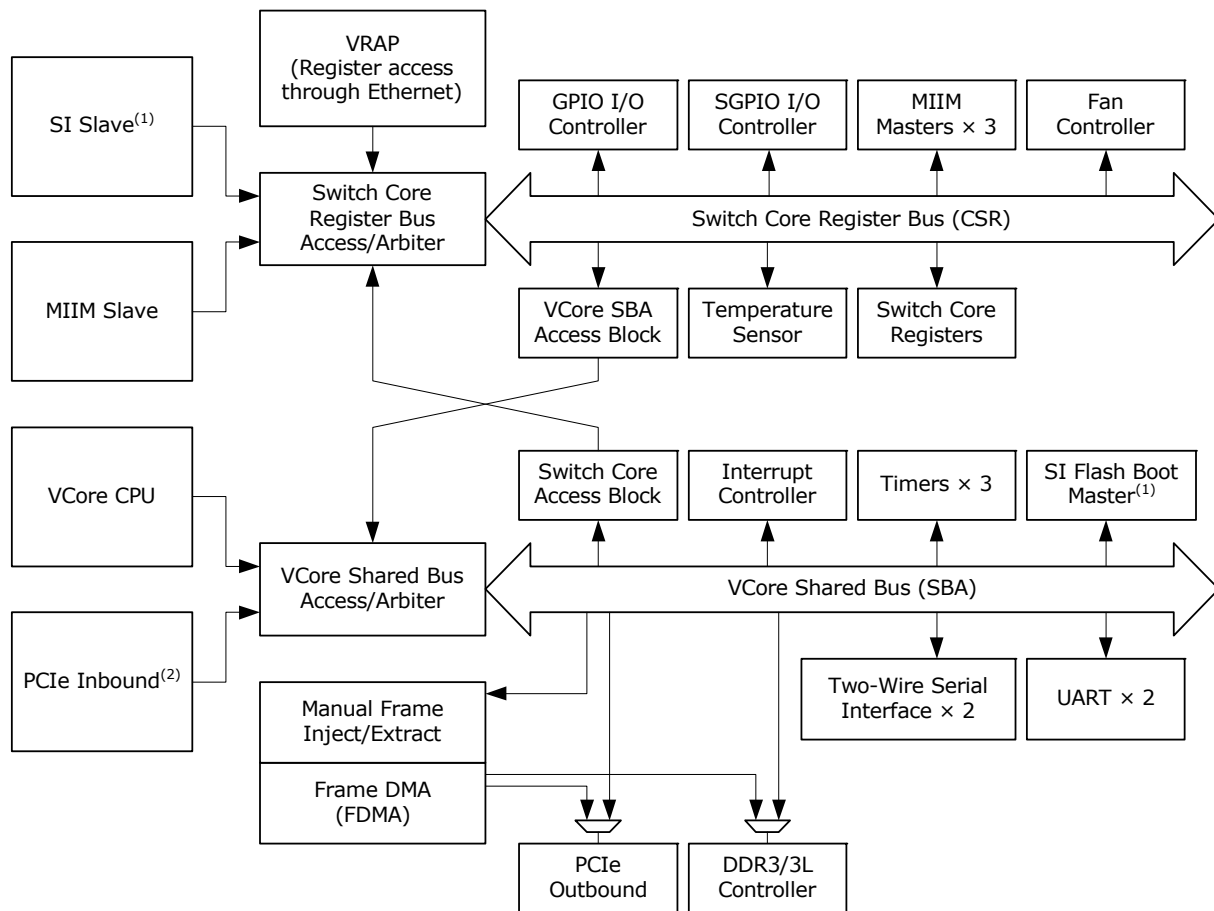 VRAP
(Register access
through Ethernet)
SI Slave(1)
GPIO I/O
Controller
SGPIO I/O
Controller
MIIM
Masters × 3
Fan
Controller
Switch Core
Register Bus
Access/Arbiter
Switch Core Register Bus (CSR)
MIIM Slave
VCore SBA
Access Block
Temperature
Sensor
Switch Core
Registers
VCore CPU
Switch Core
Access Block
Interrupt
Controller
Timers × 3
SI Flash Boot
Master(1)
VCore Shared Bus
Access/Arbiter
VCore Shared Bus (SBA)
PCIe Inbound(2)
Manual Frame
Inject/Extract
Two-Wire Serial
Interface × 2
UART × 2
Frame DMA
(FDMA)
PCIe
Outbound
DDR3/3L
Controller